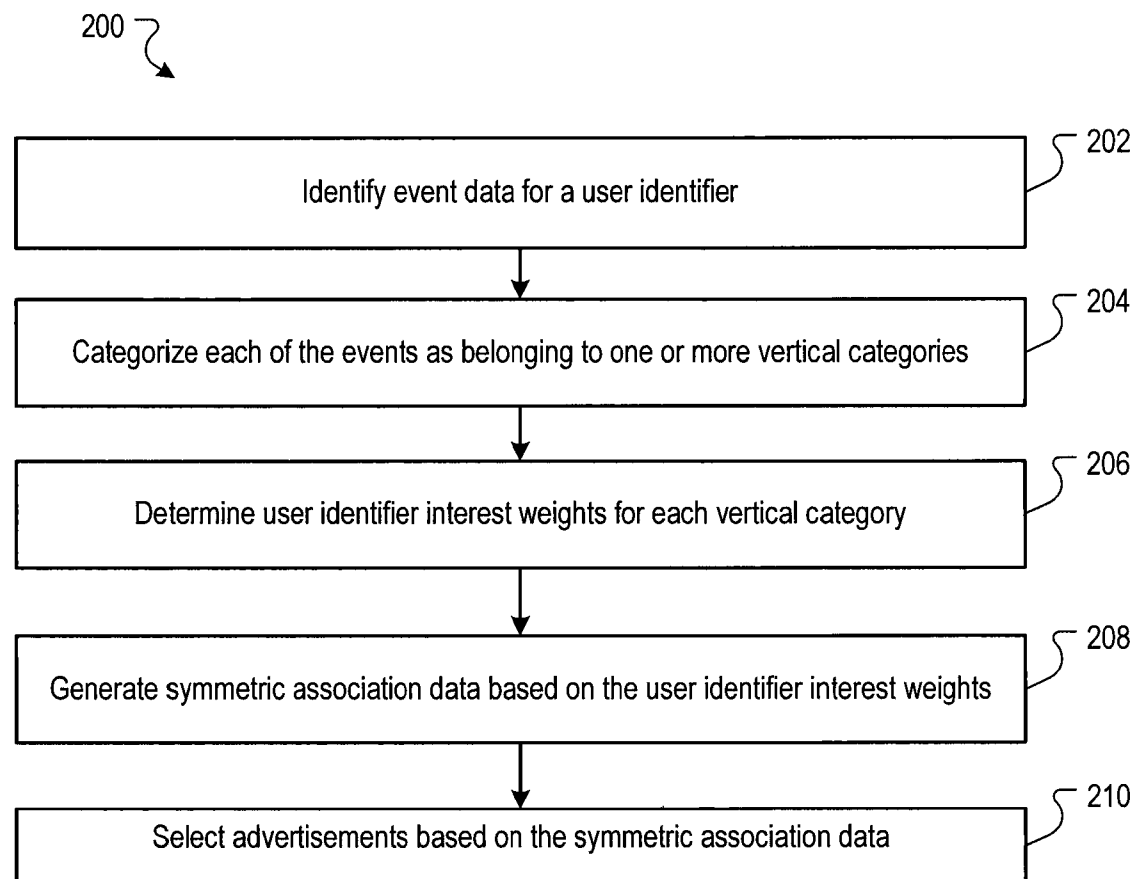 200
202
Identify event data for a user identifier
204
Categorize each of the events as belonging to one or more vertical categories
206
Determine user identifier interest weights for each vertical category
208
Generate symmetric association data based on the user identifier interest weights
210
Select advertisements based on the symmetric association data